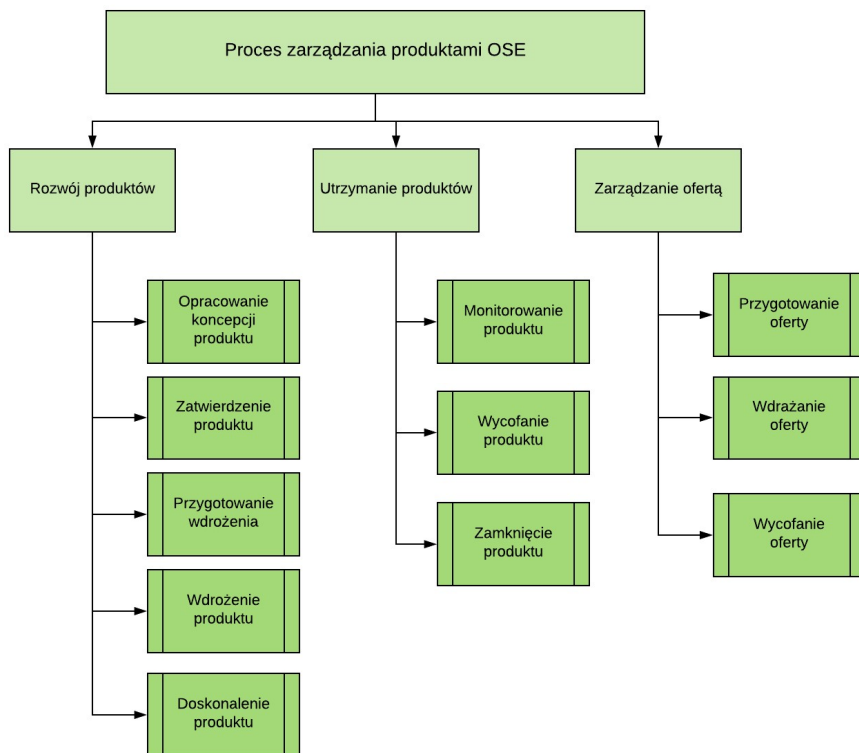 Proces zarządzania produktami OSE
Rozwój produktów
Utrzymanie produktów
Zarządzanie ofertą
Opracowanie
koncepcji
produktu
Zatwierdzenie
produktu
Przygotowanie
wdrożenia
Wdrożenie
produktu
Doskonalenie
produktu
Monitorowanie
produktu
Wycofanie
produktu
Zamknięcie
produktu
Przygotowanie
oferty
Wdrażanie
oferty
Wycofanie
oferty